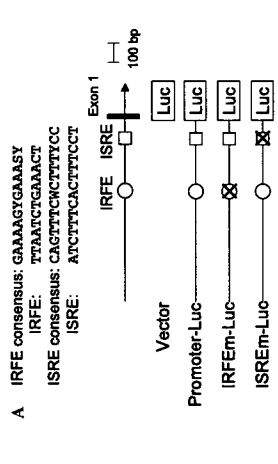 A
IRFE consensus: GAAAAGYGAAASY
IRFE: TTAATCTGAAACT
ISRE consensus: CAGTTTCWCTTTYCC
ISRE: ATCTTTCACTTTCCT
IRFE ISRE Exon 1
100 bp
Vector Luc
Promoter-Luc Luc
IRFEm-Luc Luc
ISREm-Luc Luc